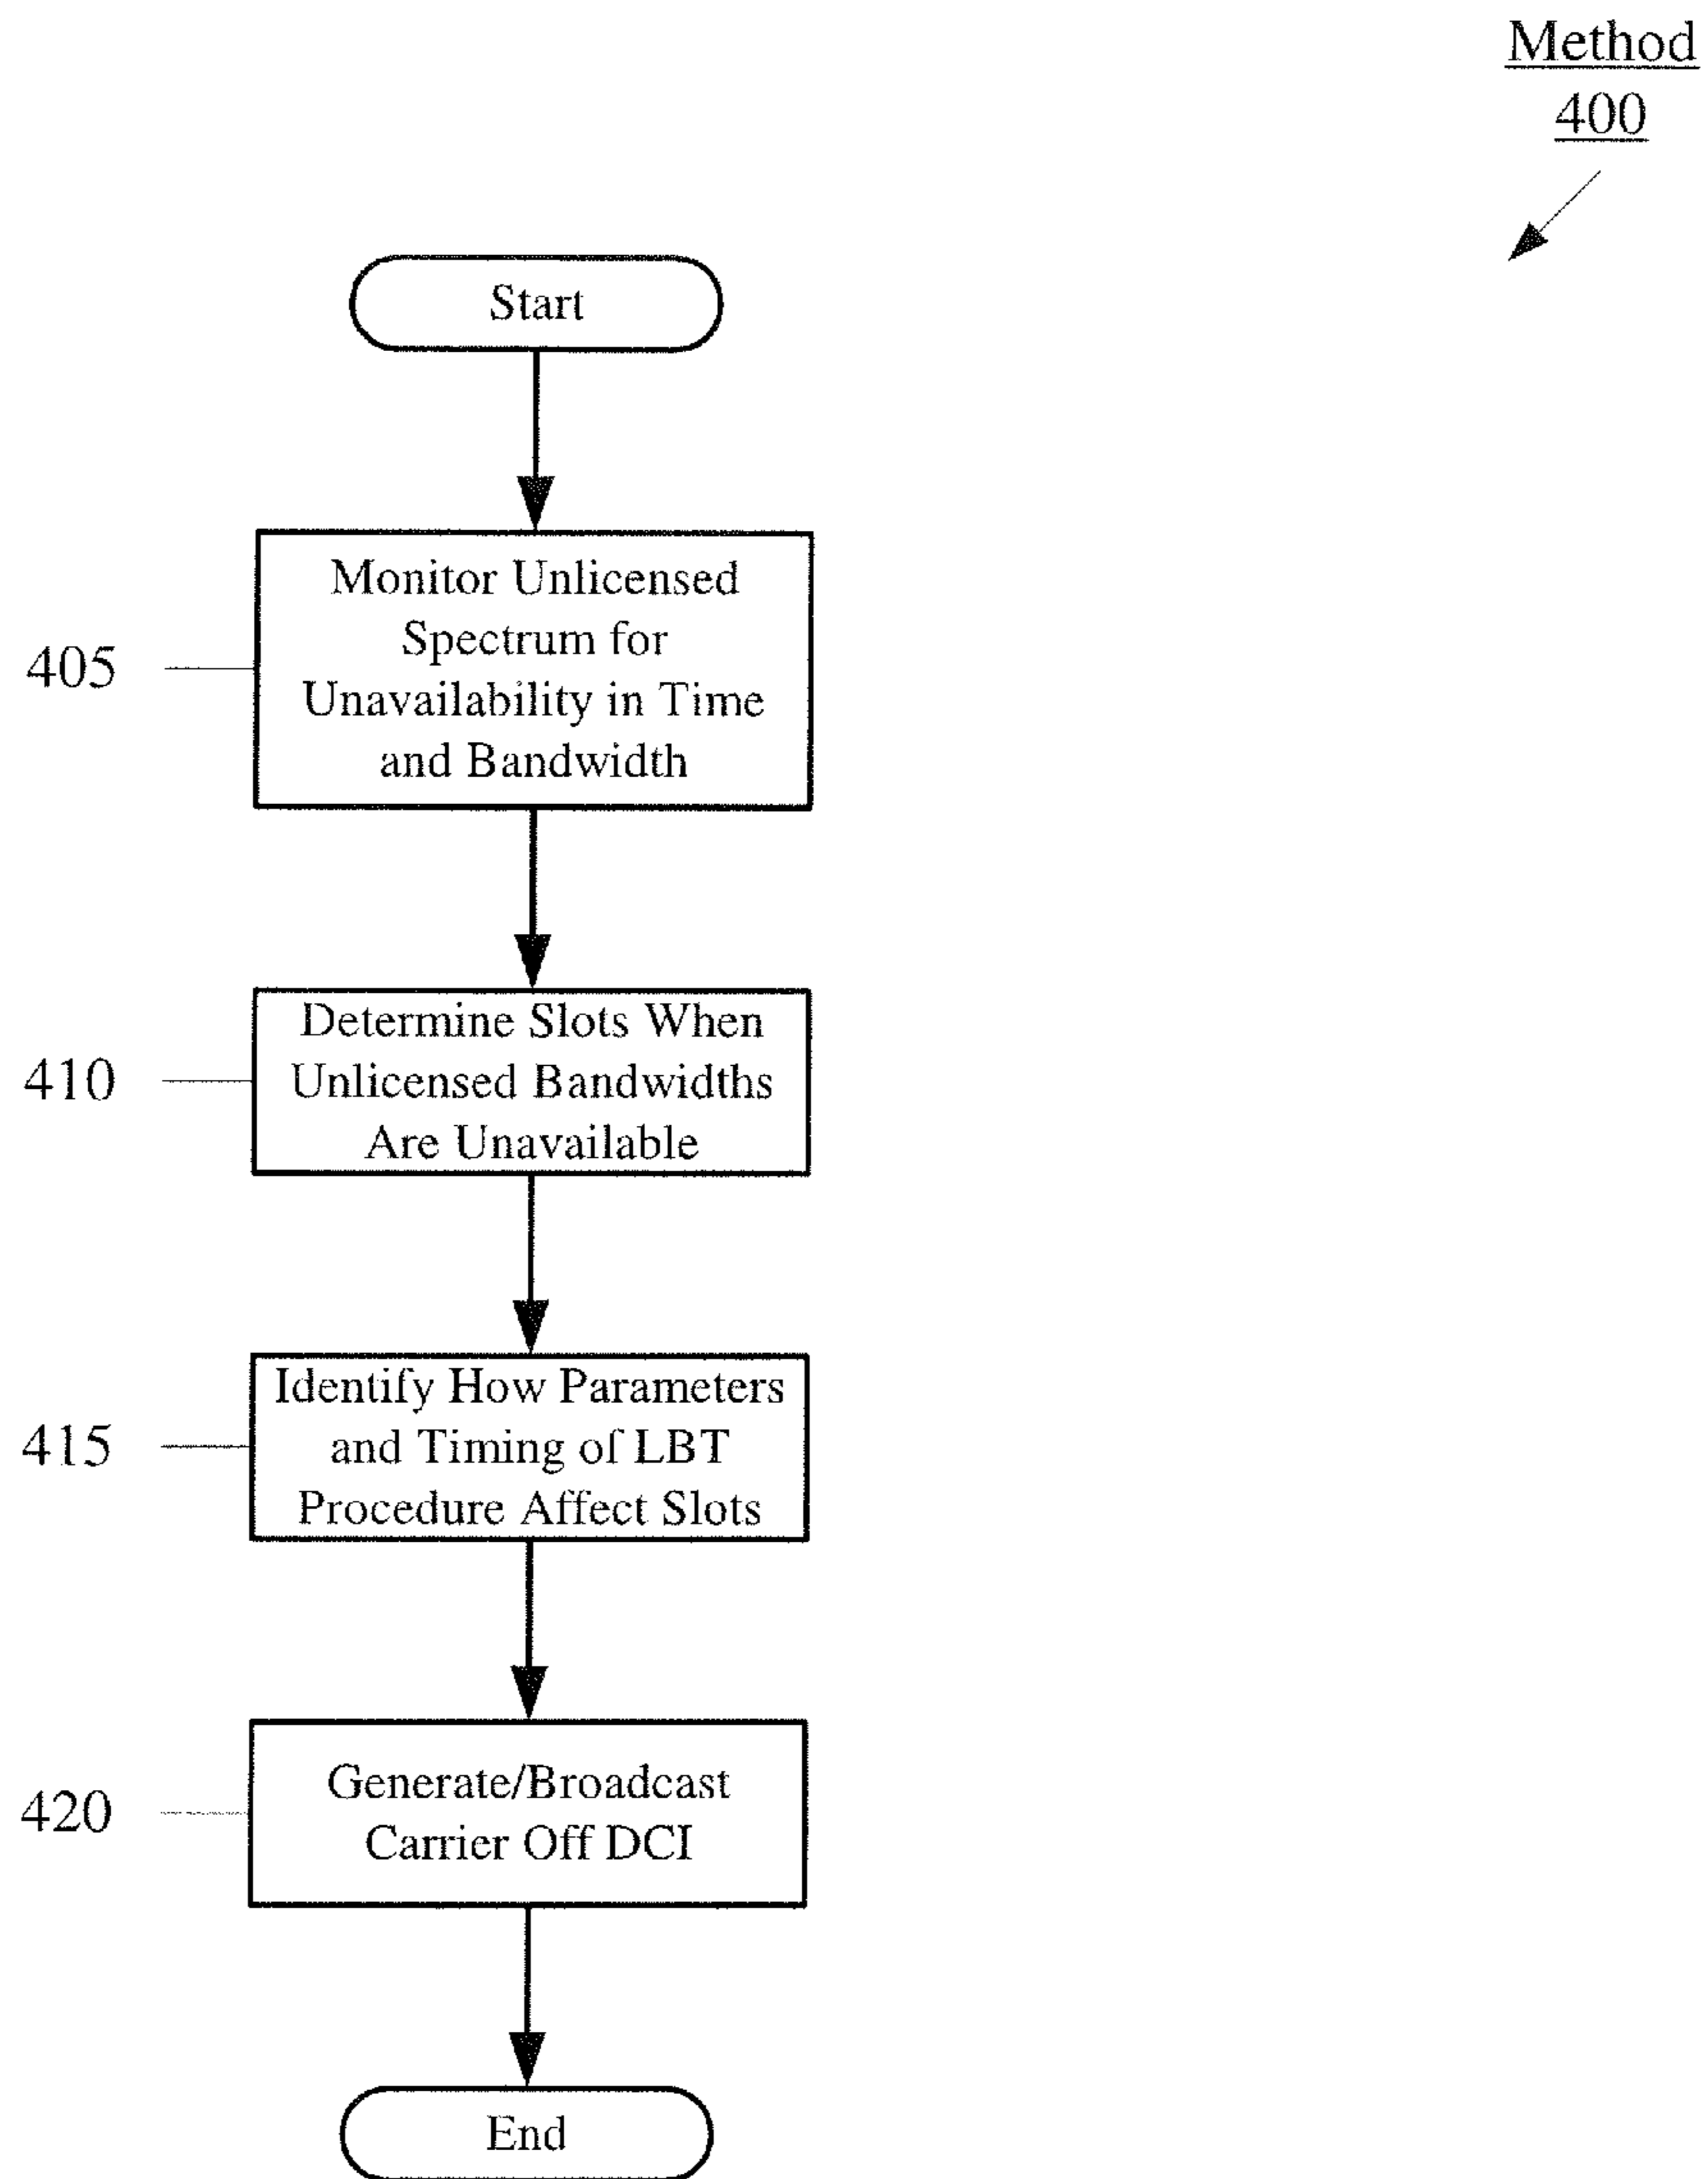 Method
400
Start
405
Monitor Unlicensed
Spectrum for
Unavailability in Time
and Bandwidth
410
Determine Slots When
Unlicensed Bandwidths
Are Unavailable
415
Identify How Parameters
and Timing of LBT
Procedure Affect Slots
420
Generate/Broadcast
Carrier Off DCI
End